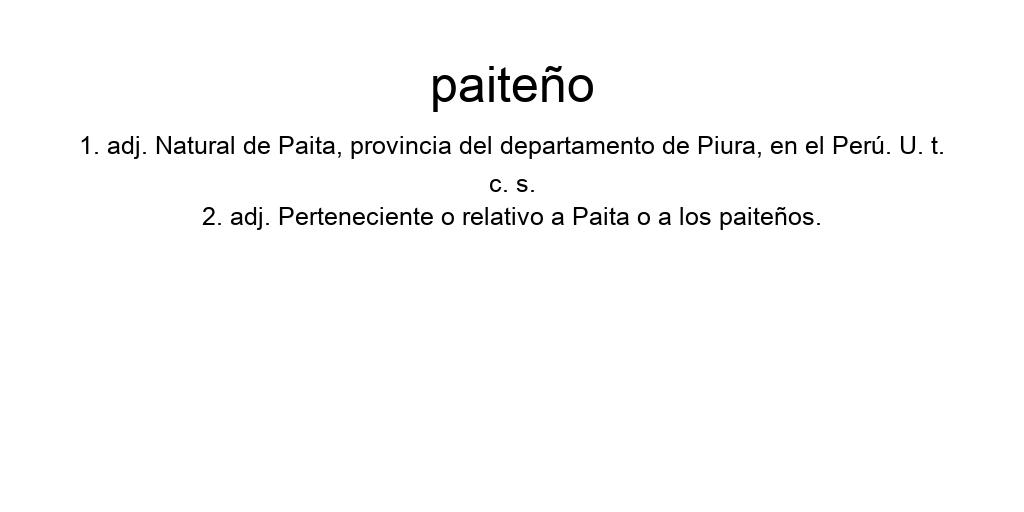 paiteño
1. adj. Natural de Paita, provincia del departamento de Piura, en el Perú. U. t.
c. s.
2. adj. Perteneciente o relativo a Paita o a los paiteños.